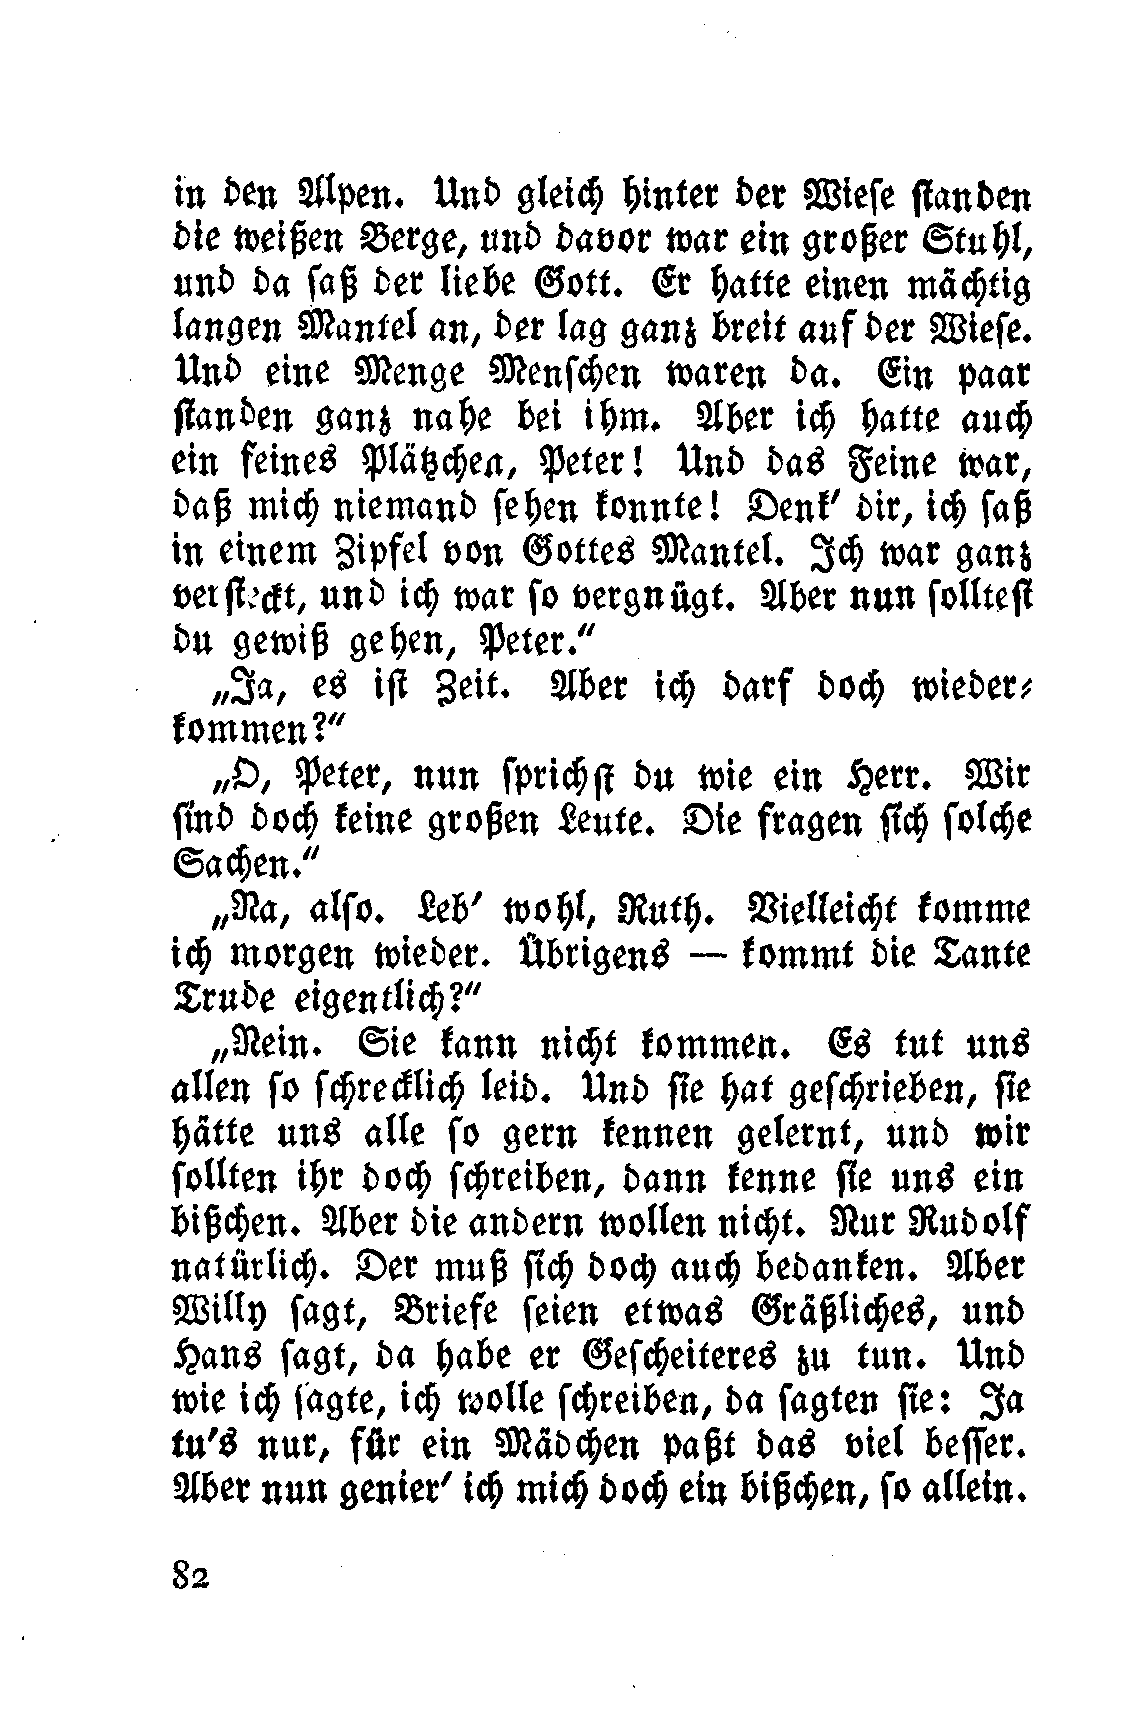 in den Alpen. Und gleich hinter der Wiese standen
die weißen Berge, und davor war ein großer Stuhl,
und da saß der liebe Gott. Er hatte einen mächtig
langen Mantel an, der lag ganz breit auf der Wiese.
Und eine Menge Menschen waren da. Ein paar
standen ganz nahe bei ihm. Aber ich hatte auch
ein feines Plätzchen, Peter! Und das Feine war,
daß mich niemand sehen konnte! Denk' dir, ich saß
in einem Zipfel von Gottes Mantel. Ich war ganz
versteckt, und ich war so vergnügt. Aber nun solltest
du gewiß gehen, Peter.“
„Ja, es ist Zeit. Aber ich darf doch wieder-
kommen?“
„O, Peter, nun sprichst du wie ein Herr. Wir
sind doch keine großen Leute. Die fragen sich solche
Sachen.“
„Na, also. Leb' wohl, Ruth. Vielleicht komme
ich morgen wieder. Übrigens — kommt die Tante
Trude eigentlich?“
„Nein. Sie kann nicht kommen. Es tut uns
allen so schrecklich leid. Und sie hat geschrieben, sie
hätte uns alle so gern kennen gelernt, und wir
sollten ihr doch schreiben, dann kenne sie uns ein
bißchen. Aber die andern wollen nicht. Nur Rudolf
natürlich. Der muß sich doch auch bedanken. Aber
Willy sagt, Briefe seien etwas Gräßliches, und
Hans sagt, da habe er Gescheiteres zu tun. Und
wie ich sagte, ich wolle schreiben, da sagten sie: Ja
tu's nur, für ein Mädchen paßt das viel besser.
Aber nun genier' ich mich doch ein bißchen, so allein.
82